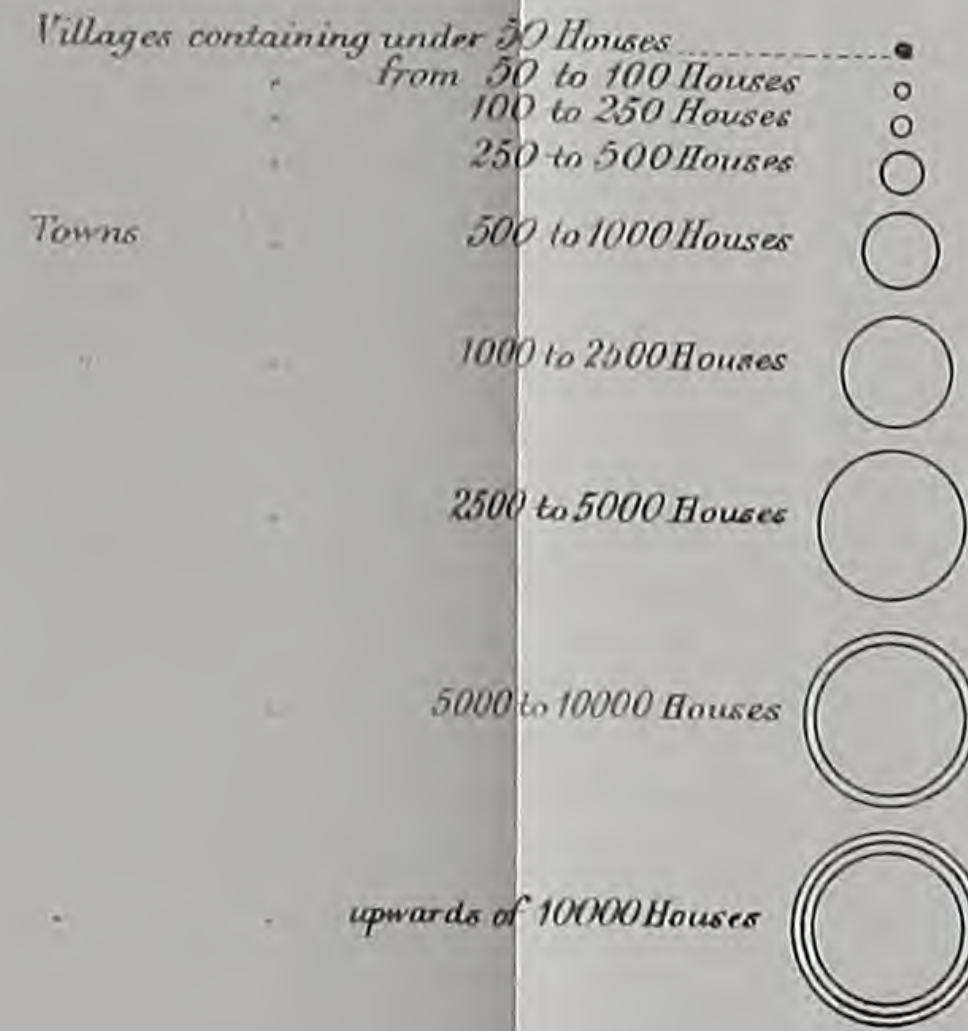 Villages containing under 50 Houses
" from 50 to 100 Houses
" 100 to 250 Houses
" 250 to 500 Houses
Towns " 500 to 1000 Houses
" " 1000 to 2500 Houses
" 2500 to 5000 Houses
" 5000 to 10000 Houses
" " upwards of 10000 Houses